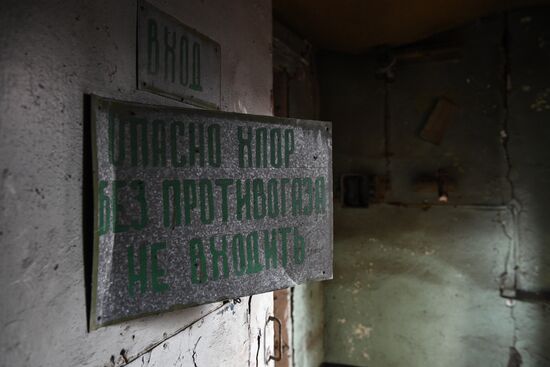 ВХОД
ОПАСНО ХЛОР
БЕЗ ПРОТИВОГАЗА
НЕ ВХОДИТЬ